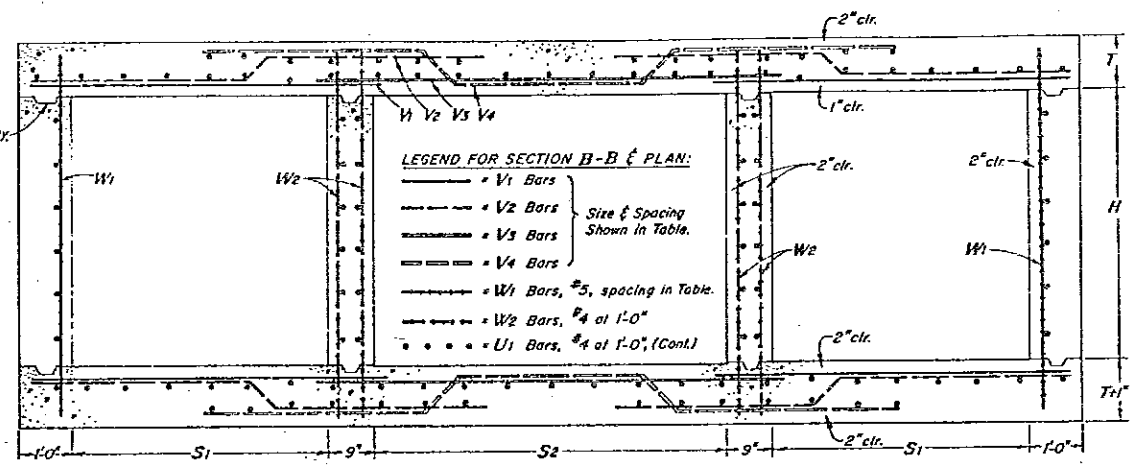 2" clr.
T
V1 V2 V3 V4
1" clr.
y.
LEGEND FOR SECTION B-B & PLAN:
2" clr.
2" clr.
W1
W2
= V1 Bars
= V2 Bars
= V3 Bars
= V4 Bars
Size & Spacing
Shown in Table.
H
W2
W1
= W1 Bars, #5, spacing in Table.
= W2 Bars, #4 at 1'-0"
= U1 Bars, #4 at 1'-0", (Cont.)
2" clr.
T+1"
2" clr.
1'-0" S1 9" S2 9" S1 1'-0"